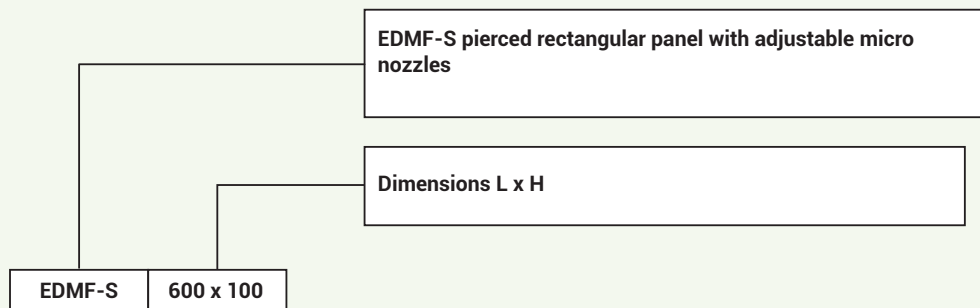 EDMF-S pierced rectangular panel with adjustable micro
nozzles
Dimensions L x H
EDMF-S
600 x 100